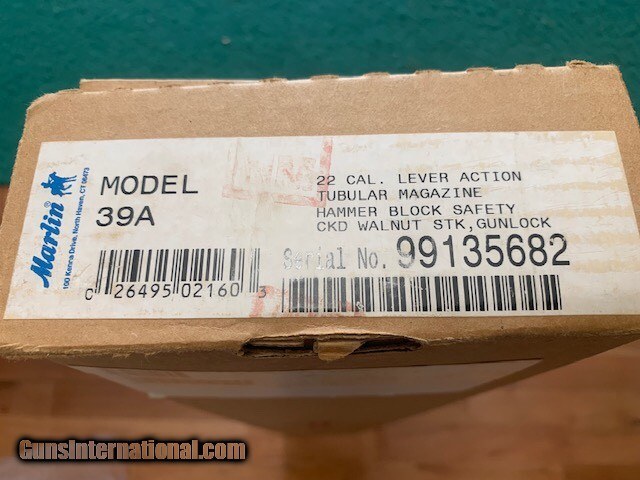 Marlin
100 Kenna Drive, North Haven, CT 06473
MODEL
39A
22 CAL. LEVER ACTION
TUBULAR MAGAZINE
HAMMER BLOCK SAFETY
CKD WALNUT STK,GUNLOCK
Serial No. 99135682
0 26495 02160 3
GunsInternational.com